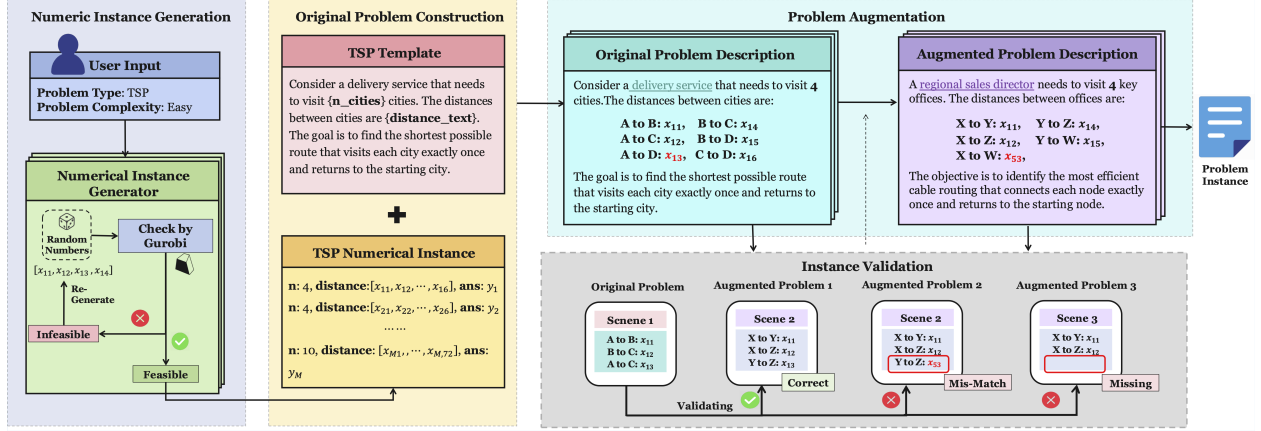 Numeric Instance Generation
User Input
Problem Type: TSP
Problem Complexity: Easy
Numerical Instance
Generator
Random
Numbers
Check by
Gurobi
[x₁₁, x₁₂, x₁₃, x₁₄]
Re-
Generate
Infeasible
Feasible
Original Problem Construction
TSP Template
Consider a delivery service that needs
to visit {n_cities} cities. The distances
between cities are {distance_text}.
The goal is to find the shortest possible
route that visits each city exactly once
and returns to the starting city.
TSP Numerical Instance
n: 4, distance:[x₁₁, x₁₂, ⋯, x₁₆], ans: y₁
n: 4, distance:[x₂₁, x₂₂, ⋯, x₂₆], ans: y₂
⋯ ⋯
n: 10, distance: [x_M1, , ⋯, x_M,72], ans:
y_M
Problem Augmentation
Original Problem Description
Consider a delivery service that needs to visit 4
cities.The distances between cities are:
A to B: x₁₁, B to C: x₁₄
A to C: x₁₂, B to D: x₁₅
A to D: x₁₃, C to D: x₁₆
The goal is to find the shortest possible route
that visits each city exactly once and returns to
the starting city.
Augmented Problem Description
A regional sales director needs to visit 4 key
offices. The distances between offices are:
X to Y: x₁₁, Y to Z: x₁₄,
X to Z: x₁₂, Y to W: x₁₅,
X to W: x₅₃,
The objective is to identify the most efficient
cable routing that connects each node exactly
once and returns to the starting node.
Problem
Instance
Instance Validation
Original Problem
Scnene 1
A to B: x₁₁
B to C: x₁₂
A to C: x₁₃
Augmented Problem 1
Scene 2
X to Y: x₁₁
X to Z: x₁₂
Y to Z: x₁₃
Correct
Augmented Problem 2
Scene 2
X to Y: x₁₁
X to Z: x₁₂
Y to Z: x₅₃
Mis-Match
Augmented Problem 3
Scene 3
X to Y: x₁₁
X to Z: x₁₂
Missing
Validating